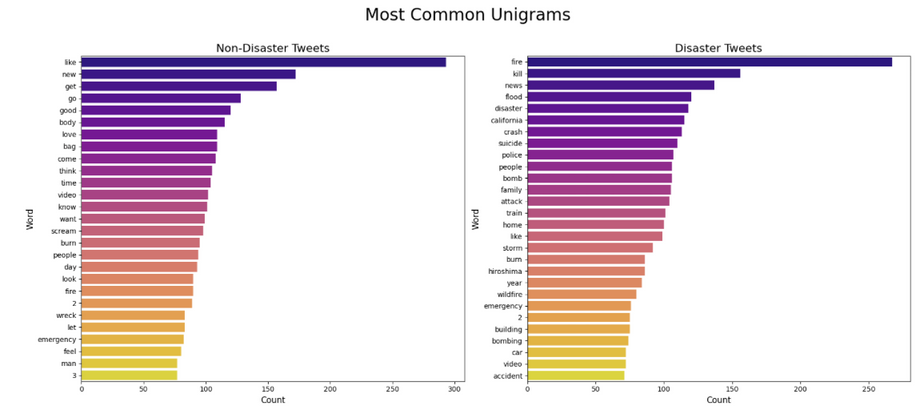 Most Common Unigrams
Non-Disaster Tweets
like
new
get
go
good
body
love
bag
come
think
time
video
know
want
scream
burn
people
day
look
fire
2
wreck
let
emergency
feel
man
3
Word
0 50 100 150 200 250 300
Count
Disaster Tweets
fire
kill
news
flood
disaster
california
crash
suicide
police
people
bomb
family
attack
train
home
like
storm
burn
hiroshima
year
wildfire
emergency
2
building
bombing
car
video
accident
Word
0 50 100 150 200 250
Count